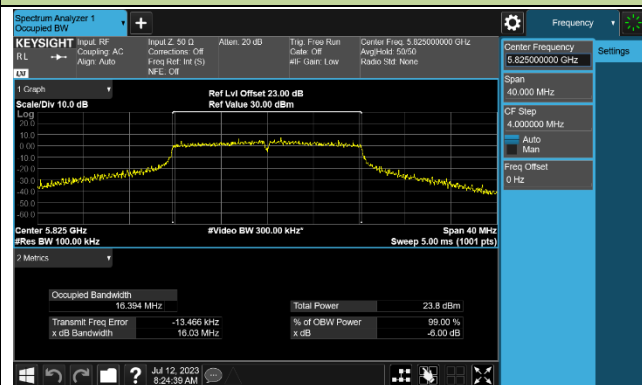 Spectrum Analyzer 1
Occupied BW
+
Frequency
KEYSIGHT
RL
LXI
Input: RF
Coupling: AC
Align: Auto
Input Z: 50 Ω
Corrections: Off
Freq Ref: Int (S)
NFE: Off
Atten: 20 dB
Trig: Free Run
Gate: Off
#IF Gain: Low
Center Freq: 5.825000000 GHz
Avg|Hold: 50/50
Radio Std: None
Center Frequency
5.825000000 GHz
Settings
Span
40.000 MHz
CF Step
4.000000 MHz
Auto
Man
Freq Offset
0 Hz
1 Graph
Scale/Div 10.0 dB
Ref Lvl Offset 23.00 dB
Ref Value 30.00 dBm
Log
20.0
10.0
0.00
-10.0
-20.0
-30.0
-40.0
-50.0
-60.0
Center 5.825 GHz
#Res BW 100.00 kHz
#Video BW 300.00 kHz*
Span 40 MHz
Sweep 5.00 ms (1001 pts)
2 Metrics
Occupied Bandwidth
16.394 MHz
Total Power 23.8 dBm
Transmit Freq Error -13.466 kHz
% of OBW Power 99.00 %
x dB Bandwidth 16.03 MHz
x dB -6.00 dB
?
Jul 12, 2023
8:24:39 AM